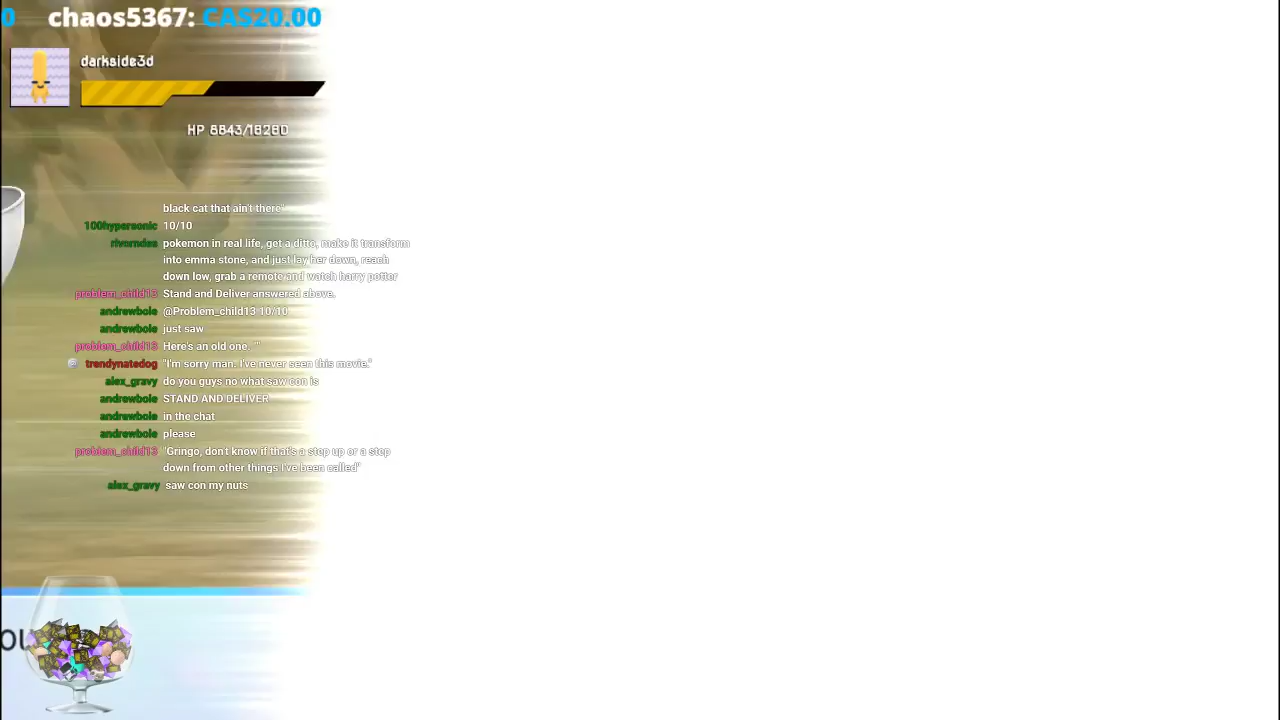 0 chaos5367: CA$20.00
darkside3d
HP 8843/18280
black cat that ain't there"
100hypersonic 10/10
rivorndea pokemon in real life, get a ditto, make it transform
into emma stone, and just lay her down, reach
down low, grab a remote and watch harry potter
problem_child13 Stand and Deliver answered above.
andrewbole @Problem_child13 10/10
andrewbole just saw
problem_child13 Here's an old one. ""
trendynatedog "I'm sorry man. I've never seen this movie."
alex_gravy do you guys no what saw con is
andrewbole STAND AND DELIVER
andrewbole in the chat
andrewbole please
problem_child13 "Gringo, don't know if that's a step up or a step
down from other things I've been called"
alex_gravy saw con my nuts